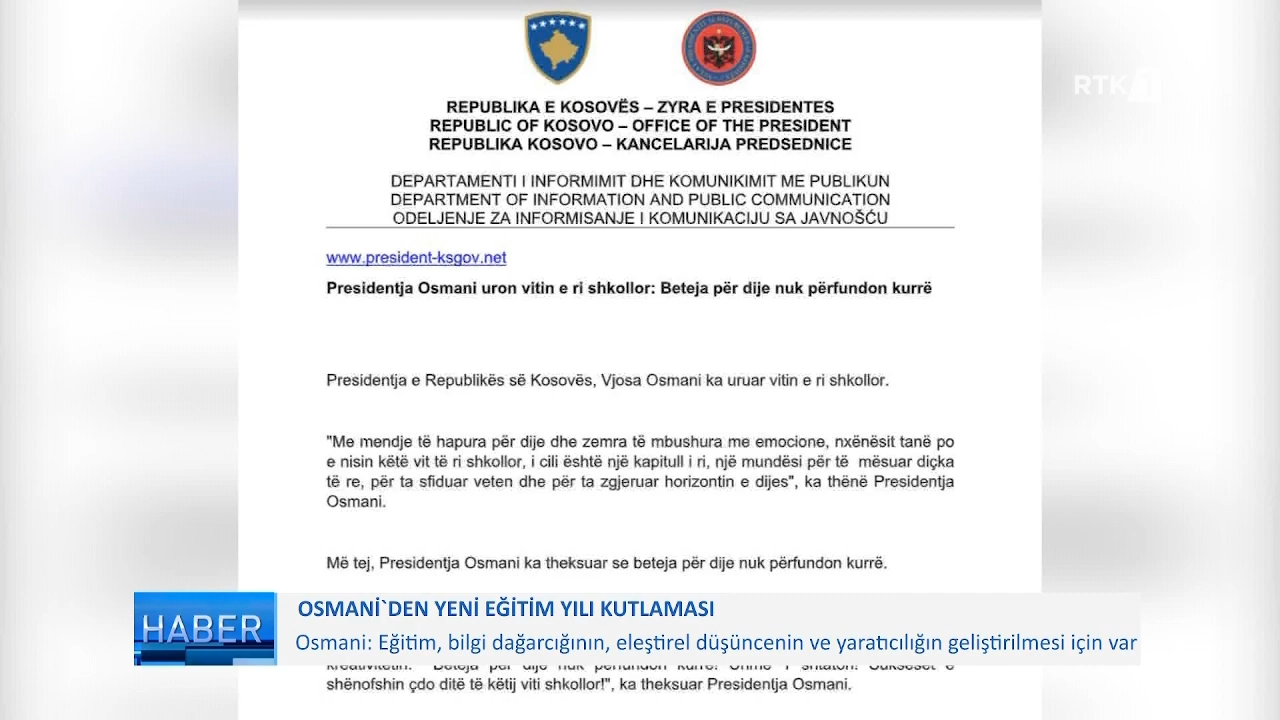 RTK1
REPUBLIKA E KOSOVËS – ZYRA E PRESIDENTES
REPUBLIC OF KOSOVO – OFFICE OF THE PRESIDENT
REPUBLIKA KOSOVO – KANCELARIJA PREDSEDNICE
DEPARTAMENTI I INFORMIMIT DHE KOMUNIKIMIT ME PUBLIKUN
DEPARTMENT OF INFORMATION AND PUBLIC COMMUNICATION
ODELJENJE ZA INFORMISANJE I KOMUNIKACIJU SA JAVNOŠĆU
www.president-ksgov.net
Presidentja Osmani uron vitin e ri shkollor: Beteja për dije nuk përfundon kurrë
Presidentja e Republikës së Kosovës, Vjosa Osmani ka uruar vitin e ri shkollor.
"Me mendje të hapura për dije dhe zemra të mbushura me emocione, nxënësit tanë po
e nisin këtë vit të ri shkollor, i cili është një kapitull i ri, një mundësi për të mësuar diçka
të re, për ta sfiduar veten dhe për ta zgjeruar horizontin e dijes", ka thënë Presidentja
Osmani.
Më tej, Presidentja Osmani ka theksuar se beteja për dije nuk përfundon kurrë.
HABER
OSMANİ`DEN YENİ EĞİTİM YILI KUTLAMASI
Osmani: Eğitim, bilgi dağarcığının, eleştirel düşüncenin ve yaratıcılığın geliştirilmesi için var
shënofshin çdo ditë të këtij viti shkollor!", ka theksuar Presidentja Osmani.